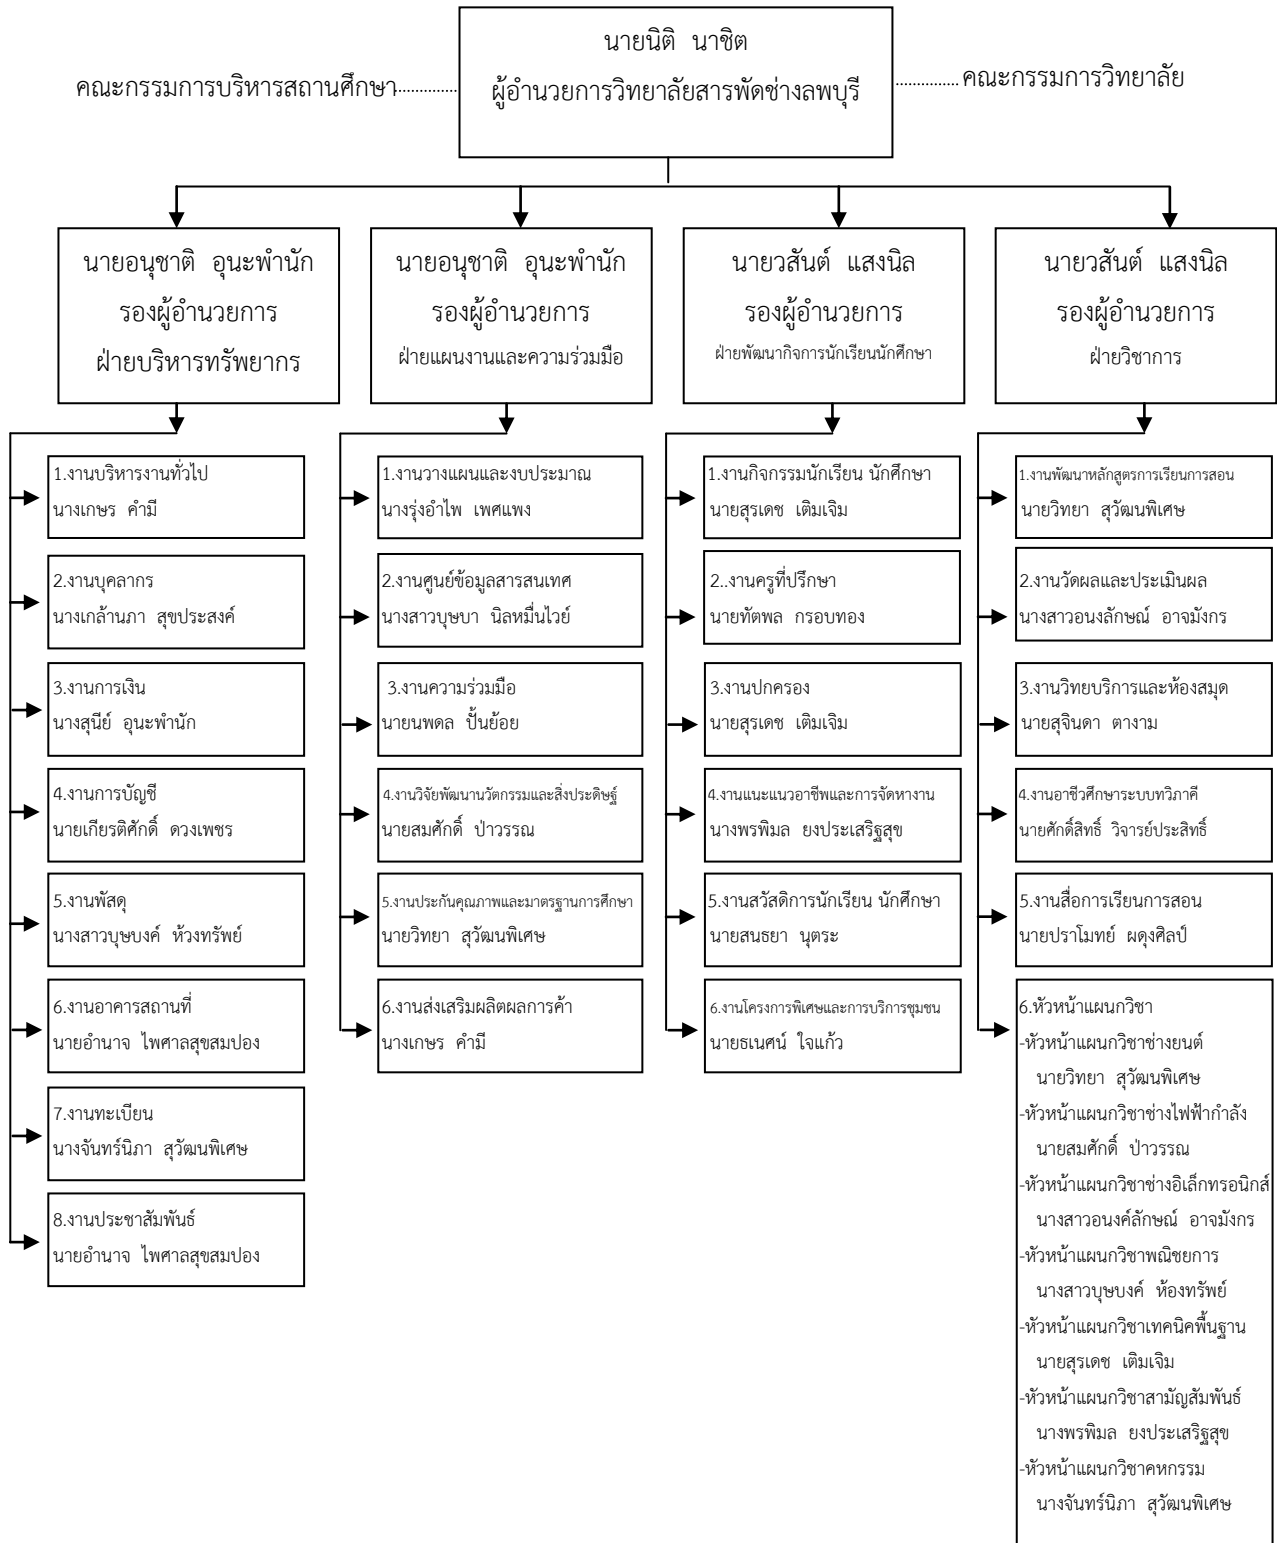 นายนิติ นาชิต
ผู้อำนวยการวิทยาลัยสารพัดช่างลพบุรี
คณะกรรมการบริหารสถานศึกษา
คณะกรรมการวิทยาลัย
นายอนุชาติ อุนะพำนัก
รองผู้อำนวยการ
ฝ่ายบริหารทรัพยากร
นายอนุชาติ อุนะพำนัก
รองผู้อำนวยการ
ฝ่ายแผนงานและความร่วมมือ
นายวสันต์ แสงนิล
รองผู้อำนวยการ
ฝ่ายพัฒนากิจการนักเรียนนักศึกษา
นายวสันต์ แสงนิล
รองผู้อำนวยการ
ฝ่ายวิชาการ
1.งานบริหารงานทั่วไป
นางเกษร คำมี
2.งานบุคลากร
นางเกล้านภา สุขประสงค์
3.งานการเงิน
นางสุนีย์ อุนะพำนัก
4.งานการบัญชี
นายเกียรติศักดิ์ ดวงเพชร
5.งานพัสดุ
นางสาวบุษบงค์ ห้วงทรัพย์
6.งานอาคารสถานที่
นายอำนาจ ไพศาลสุขสมปอง
7.งานทะเบียน
นางจันทร์นิภา สุวัฒนพิเศษ
8.งานประชาสัมพันธ์
นายอำนาจ ไพศาลสุขสมปอง
1.งานวางแผนและงบประมาณ
นางรุ่งอำไพ เพศแพง
2.งานศูนย์ข้อมูลสารสนเทศ
นางสาวบุษบา นิลหมื่นไวย์
3.งานความร่วมมือ
นายนพดล ปั้นย้อย
4.งานวิจัยพัฒนานวัตกรรมและสิ่งประดิษฐ์
นายสมศักดิ์ ป่าวรรณ
5.งานประกันคุณภาพและมาตรฐานการศึกษา
นายวิทยา สุวัฒนพิเศษ
6.งานส่งเสริมผลิตผลการค้า
นางเกษร คำมี
1.งานกิจกรรมนักเรียน นักศึกษา
นายสุรเดช เติมเจิม
2..งานครูที่ปรึกษา
นายทัตพล กรอบทอง
3.งานปกครอง
นายสุรเดช เติมเจิม
4.งานแนะแนวอาชีพและการจัดหางาน
นางพรพิมล ยงประเสริฐสุข
5.งานสวัสดิการนักเรียน นักศึกษา
นายสนธยา นุตระ
6.งานโครงการพิเศษและการบริการชุมชน
นายธเนศน์ ใจแก้ว
1.งานพัฒนาหลักสูตรการเรียนการสอน
นายวิทยา สุวัฒนพิเศษ
2.งานวัดผลและประเมินผล
นางสาวอนงลักษณ์ อาจมังกร
3.งานวิทยบริการและห้องสมุด
นายสุจินดา ตางาม
4.งานอาชีวศึกษาระบบทวิภาคี
นายศักดิ์สิทธิ์ วิจารย์ประสิทธิ์
5.งานสื่อการเรียนการสอน
นายปราโมทย์ ผดุงศิลป์
6.หัวหน้าแผนกวิชา
-หัวหน้าแผนกวิชาช่างยนต์
นายวิทยา สุวัฒนพิเศษ
-หัวหน้าแผนกวิชาช่างไฟฟ้ากำลัง
นายสมศักดิ์ ป่าวรรณ
-หัวหน้าแผนกวิชาช่างอิเล็กทรอนิกส์
นางสาวอนงค์ลักษณ์ อาจมังกร
-หัวหน้าแผนกวิชาพณิชยการ
นางสาวบุษบงค์ ห้องทรัพย์
-หัวหน้าแผนกวิชาเทคนิคพื้นฐาน
นายสุรเดช เติมเจิม
-หัวหน้าแผนกวิชาสามัญสัมพันธ์
นางพรพิมล ยงประเสริฐสุข
-หัวหน้าแผนกวิชาคหกรรม
นางจันทร์นิภา สุวัฒนพิเศษ